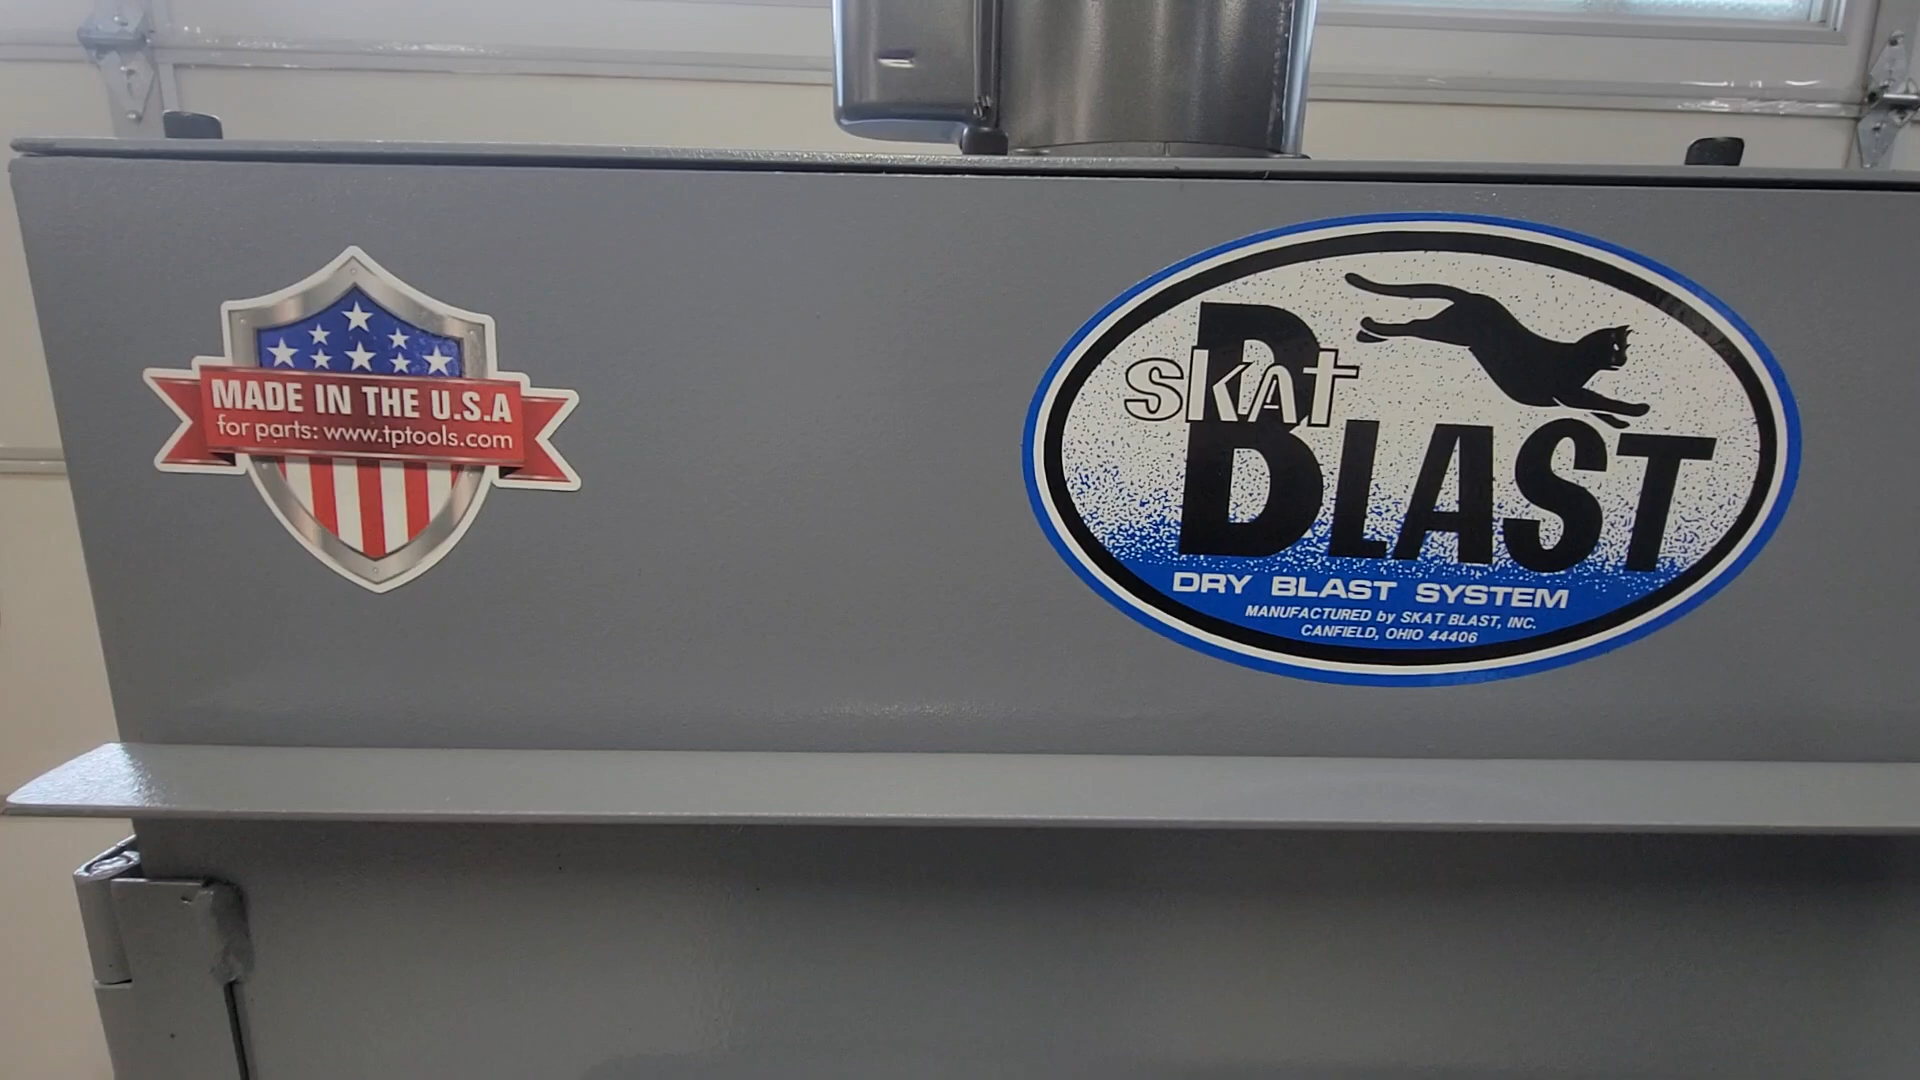 MADE IN THE U.S.A
for parts: www.tptools.com
SKAt
BLAST
DRY BLAST SYSTEM
MANUFACTURED by SKAT BLAST, INC.
CANFIELD, OHIO 44406